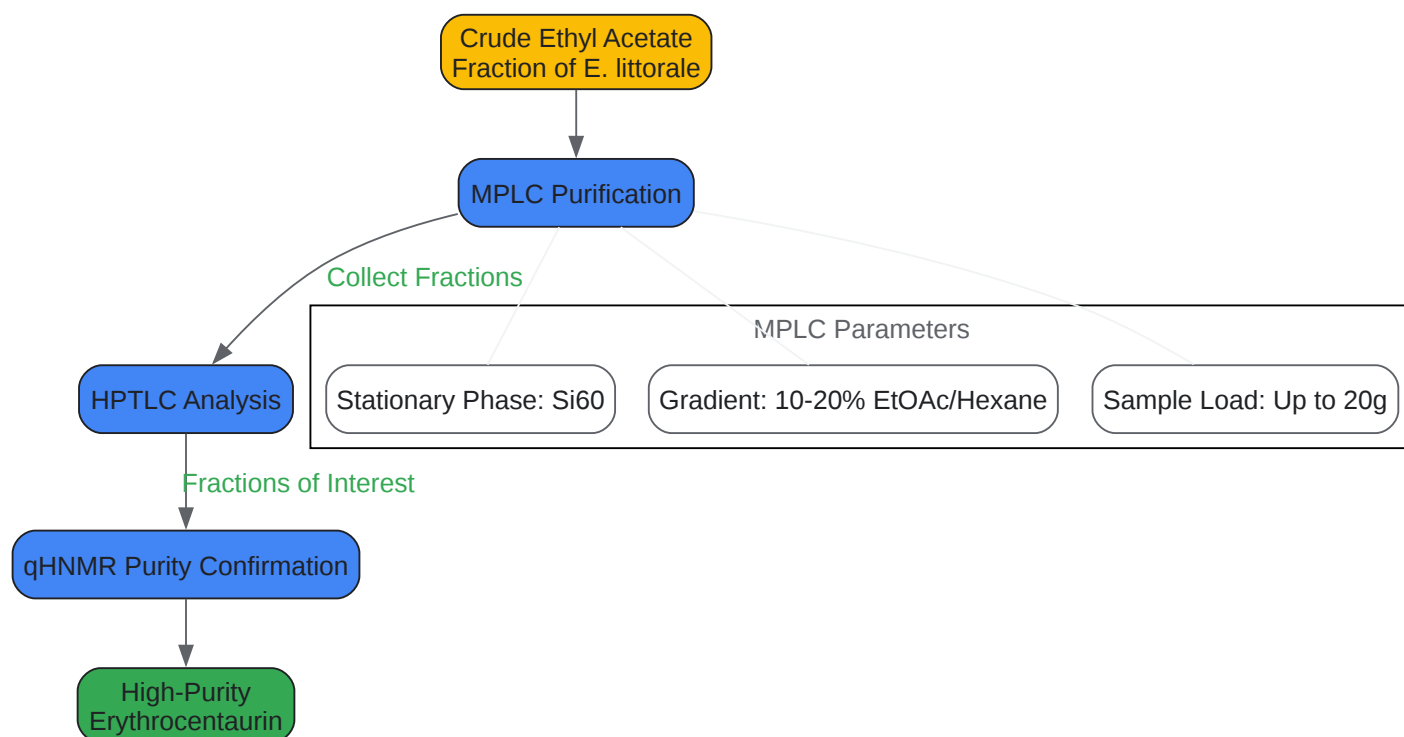 Crude Ethyl Acetate
Fraction of E. littorale
MPLC Purification
Collect Fractions
MPLC Parameters
HPTLC Analysis
Stationary Phase: Si60
Gradient: 10-20% EtOAc/Hexane
Sample Load: Up to 20g
Fractions of Interest
qHNMR Purity Confirmation
High-Purity
Erythrocentaurin